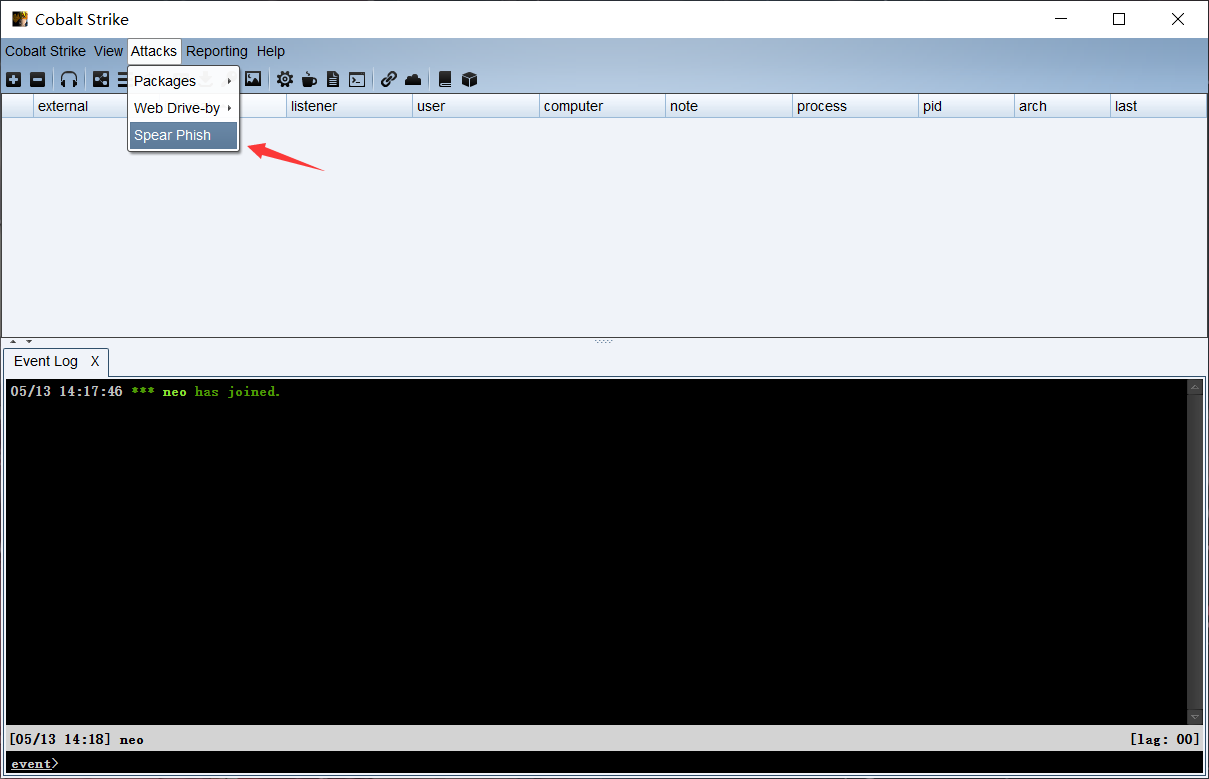 Cobalt Strike
Cobalt Strike View Attacks Reporting Help
Packages
Web Drive-by
Spear Phish
external listener user computer note process pid arch last
Event Log X
05/13 14:17:46 *** neo has joined.
[05/13 14:18] neo [lag: 00]
event>